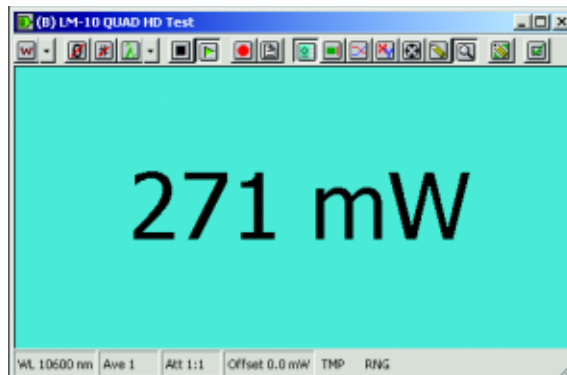 (B) LM-10 QUAD HD Test
W
271 mW
WL 10600 nm Ave 1 Att 1:1 Offset 0.0 mW TMP RNG